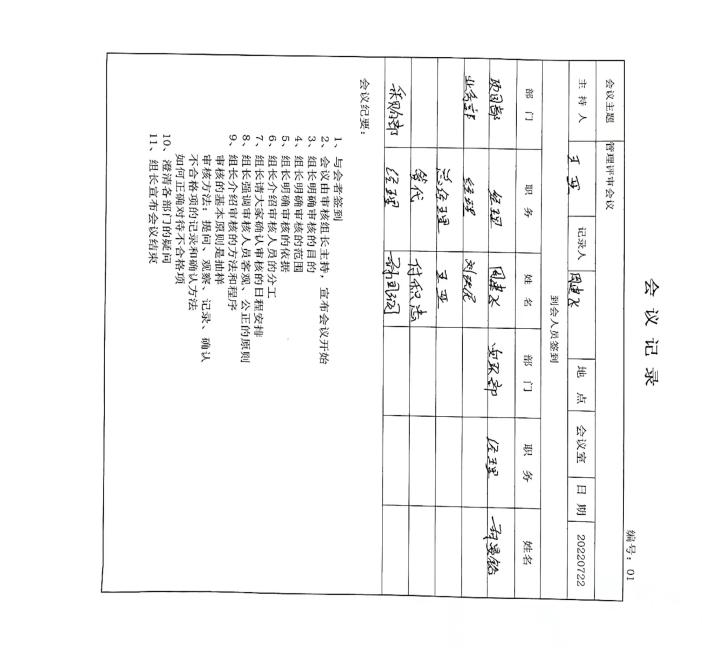 会议记录
编号：01
会议主题 管理评审会议
主持人 王亚 记录人 周建飞 地点 会议室 日期 20220722
到会人员签到
部门 职务 姓名 部门 职务 姓名
项目部 经理 周建飞 经理
业务部 经理
总经理 王亚
管代
采购部 经理
会议纪要：
1、与会者签到
2、会议由审核组长主持，宣布会议开始
3、组长明确审核的目的
4、组长明确审核的范围
5、组长明确审核的依据
6、组长介绍审核人员的分工
7、组长请大家确认审核的日程安排
8、组长强调审核人员客观、公正的原则
9、组长介绍审核的方法和程序
审核的基本原则是抽样
审核方法：提问、观察、记录、确认
不合格项的记录和确认方法
如何正确对待不合格项
10、澄清各部门的疑问
11、组长宣布会议结束